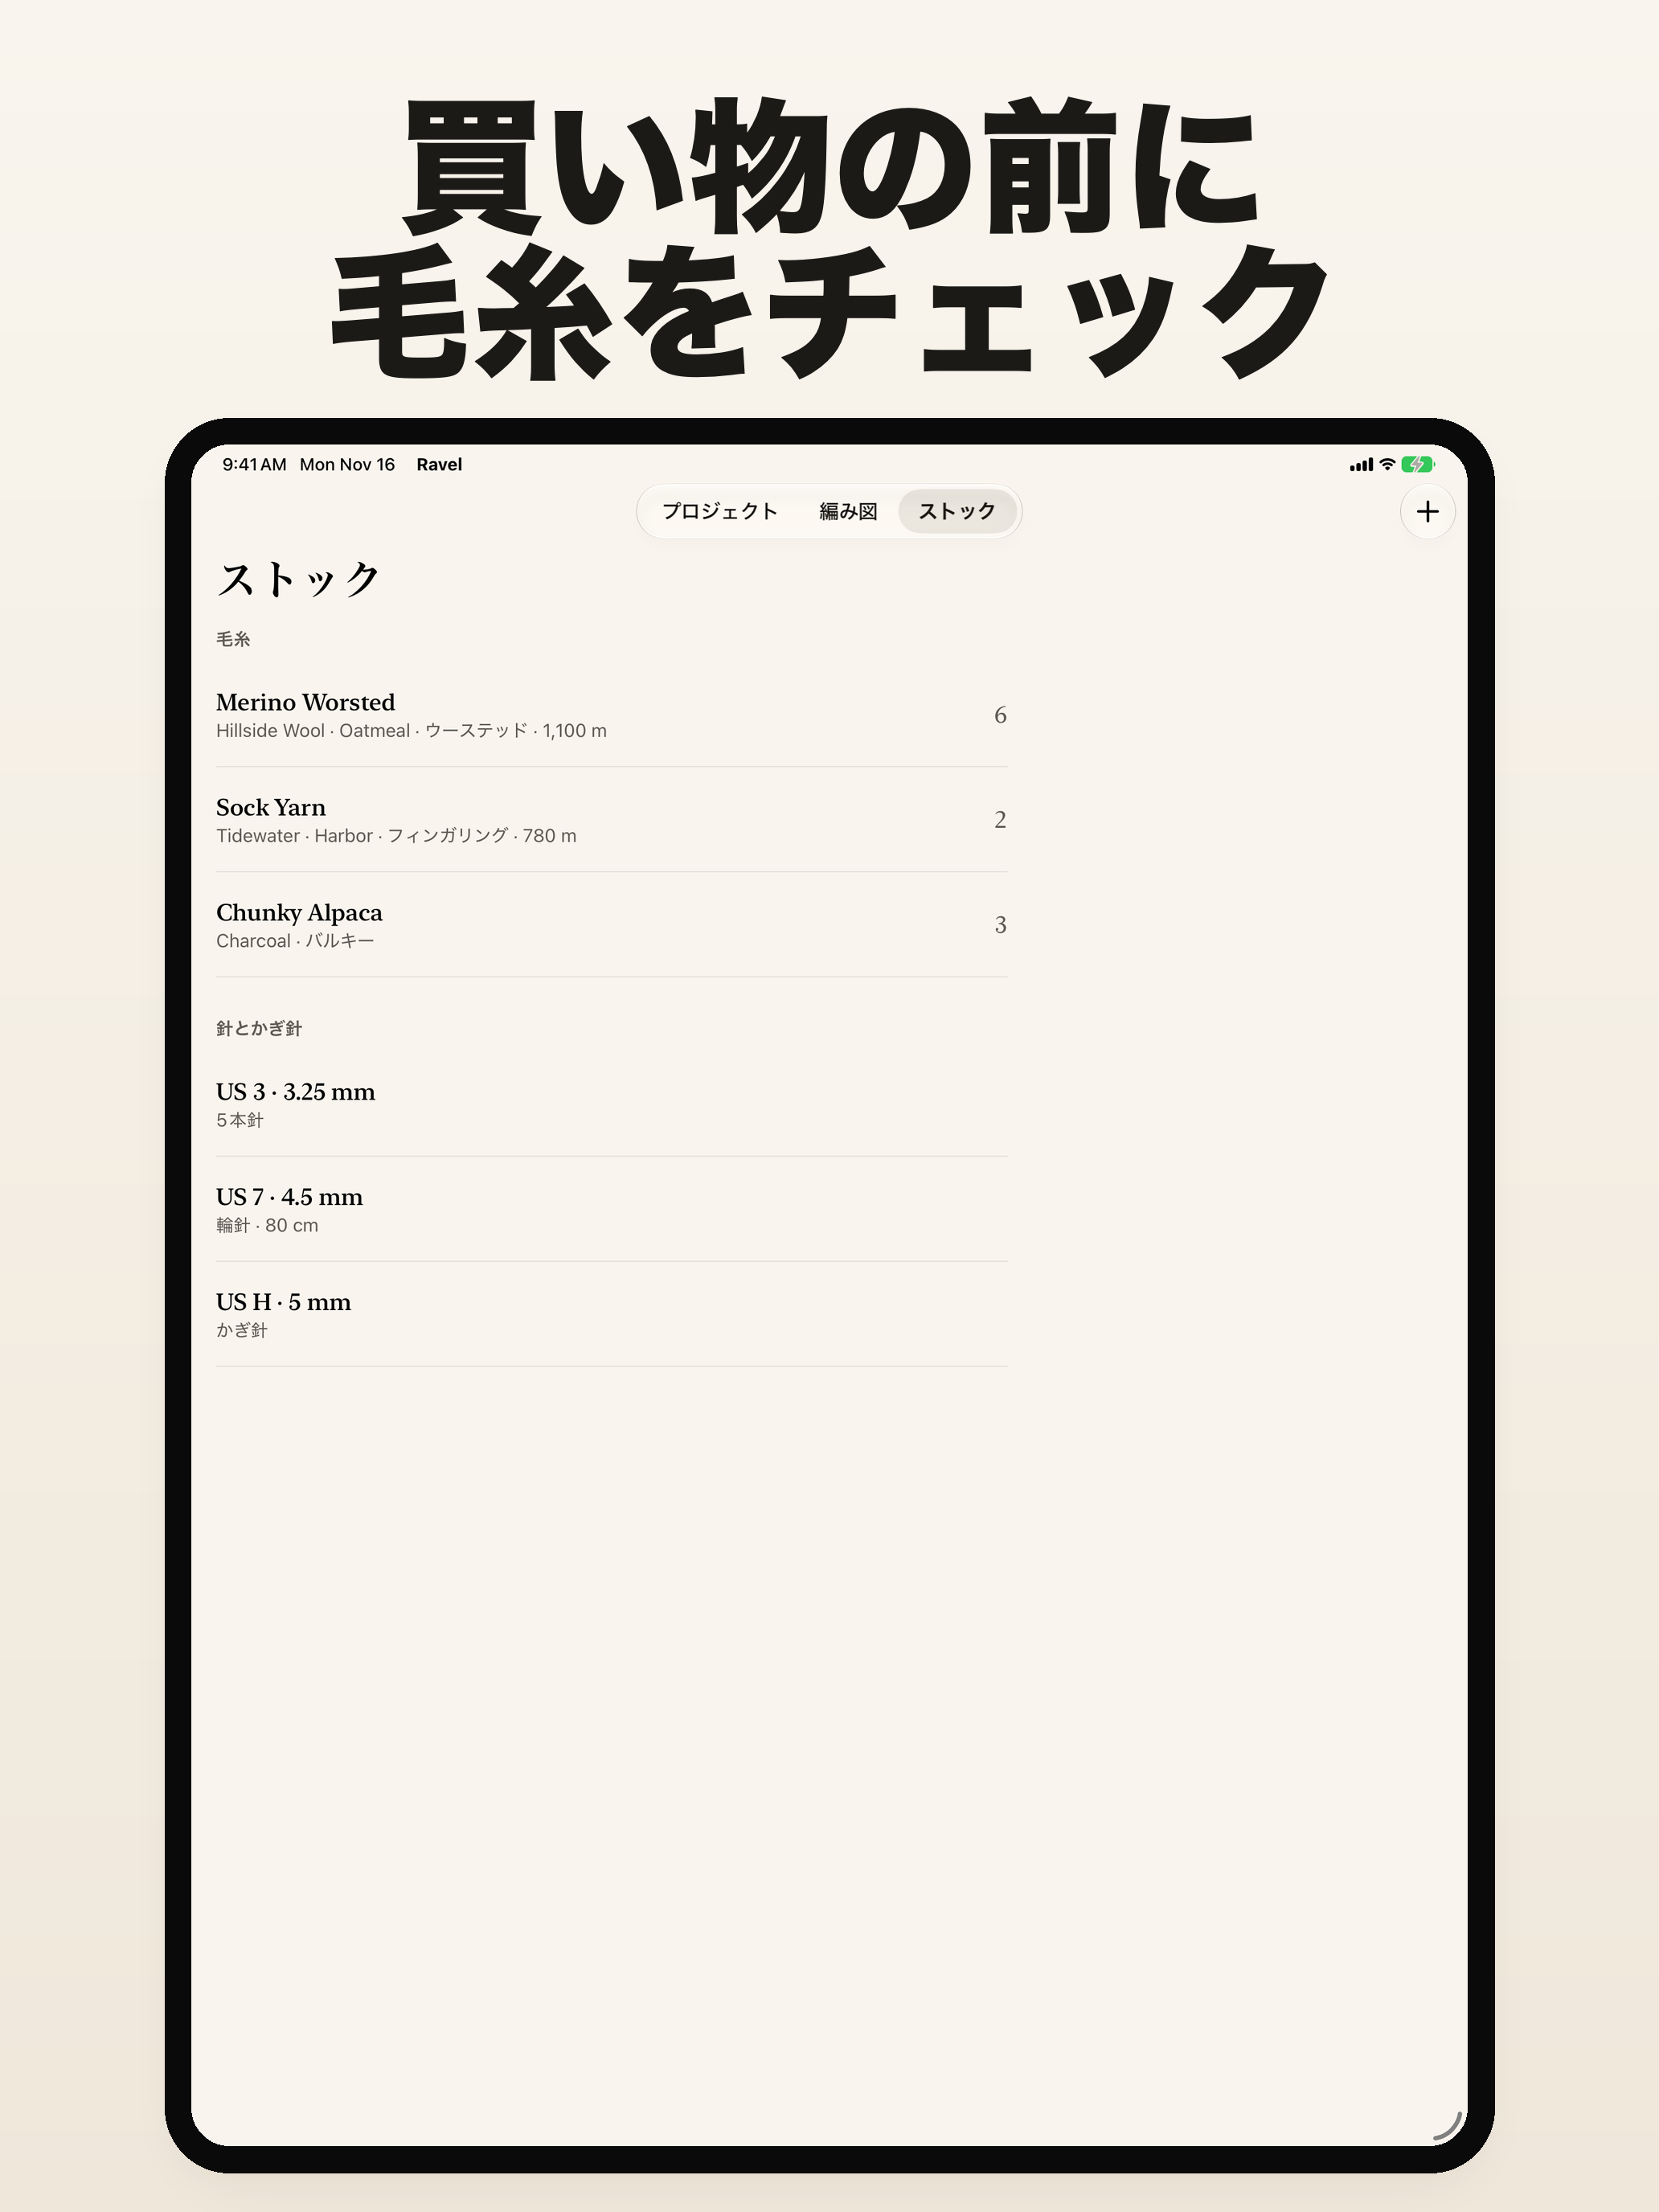 買い物の前に
毛糸をチェック
9:41 AM Mon Nov 16 Ravel
プロジェクト 編み図 ストック
ストック
毛糸
Merino Worsted
Hillside Wool · Oatmeal · ウーステッド · 1,100 m
6
Sock Yarn
Tidewater · Harbor · フィンガリング · 780 m
2
Chunky Alpaca
Charcoal · バルキー
3
針とかぎ針
US 3 · 3.25 mm
5本針
US 7 · 4.5 mm
輪針 · 80 cm
US H · 5 mm
かぎ針